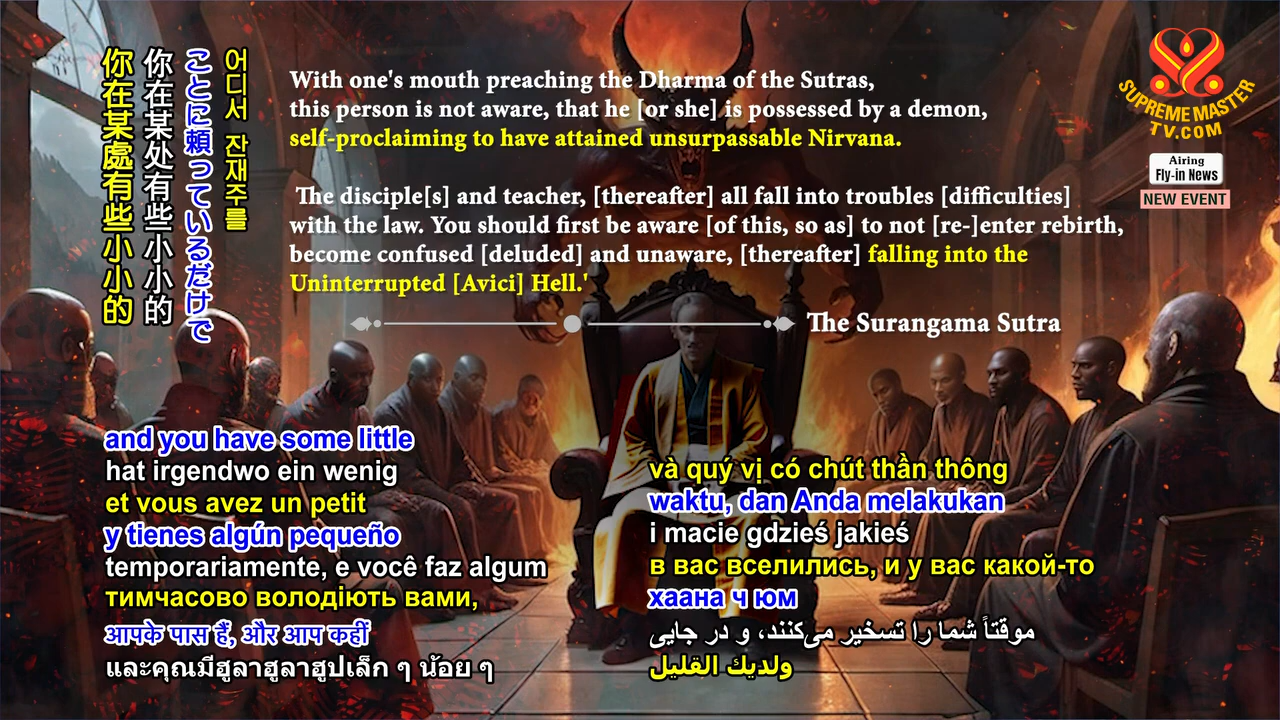 你在某處有些小小的
你在某处有些小小的
ことに頼っているだけで
어디서 잔재주를
With one's mouth preaching the Dharma of the Sutras,
this person is not aware, that he [or she] is possessed by a demon,
self-proclaiming to have attained unsurpassable Nirvana.
The disciple[s] and teacher, [thereafter] all fall into troubles [difficulties]
with the law. You should first be aware [of this, so as] to not [re-]enter rebirth,
become confused [deluded] and unaware, [thereafter] falling into the
Uninterrupted [Avici] Hell.'
The Surangama Sutra
SUPREME MASTER
TV.COM
Airing
Fly-in News
NEW EVENT
and you have some little
hat irgendwo ein wenig
et vous avez un petit
y tienes algún pequeño
temporariamente, e você faz algum
тимчасово володіють вами,
आपके पास हैं, और आप कहीं
และคุณมีฮูลาฮูลาฮูปเล็ก ๆ น้อย ๆ
và quý vị có chút thần thông
waktu, dan Anda melakukan
i macie gdzieś jakieś
в вас вселились, и у вас какой-то
хаана ч юм
موقتاً شما را تسخیر می‌کنند، و در جایی
ولديك القليل